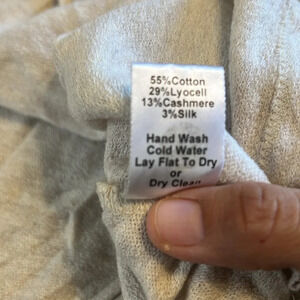 55%Cotton
29%Lyocell
13%Cashmere
3%Silk
Hand Wash
Cold Water
Lay Flat To Dry
or
Dry Clean